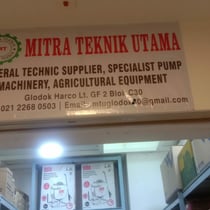 MITRA TEKNIK UTAMA
GENERAL TECHNIC SUPPLIER, SPECIALIST PUMP
MACHINERY, AGRICULTURAL EQUIPMENT
Glodok Harco Lt. GF 2 Blok C30
021 2268 0503 |